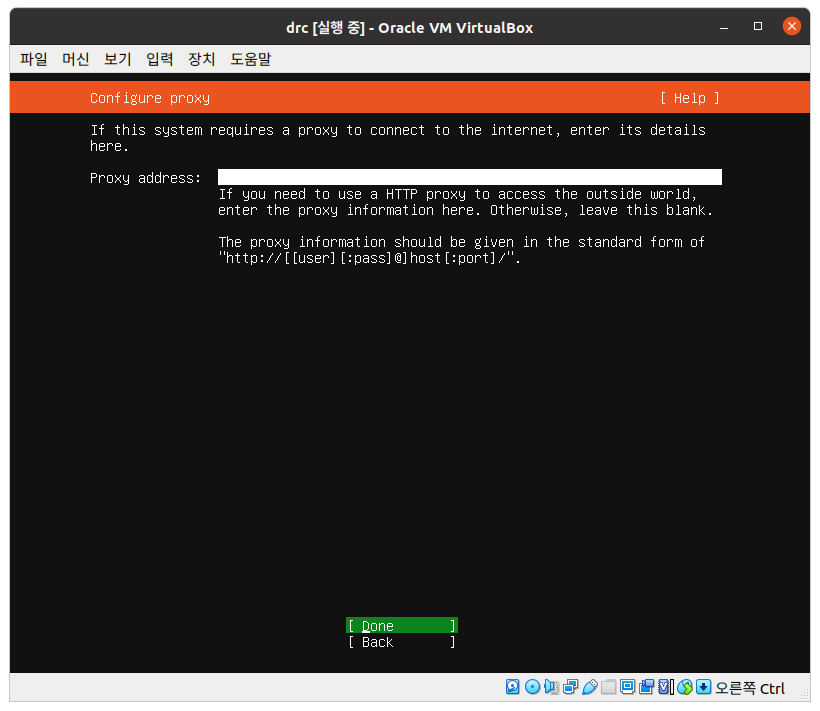 drc [실행 중] - Oracle VM VirtualBox
파일 머신 보기 입력 장치 도움말
Configure proxy [ Help ]
If this system requires a proxy to connect to the internet, enter its details
here.
Proxy address:
If you need to use a HTTP proxy to access the outside world,
enter the proxy information here. Otherwise, leave this blank.
The proxy information should be given in the standard form of
"http://[[user][:pass]@]host[:port]/".
[ Done ]
[ Back ]
오른쪽 Ctrl